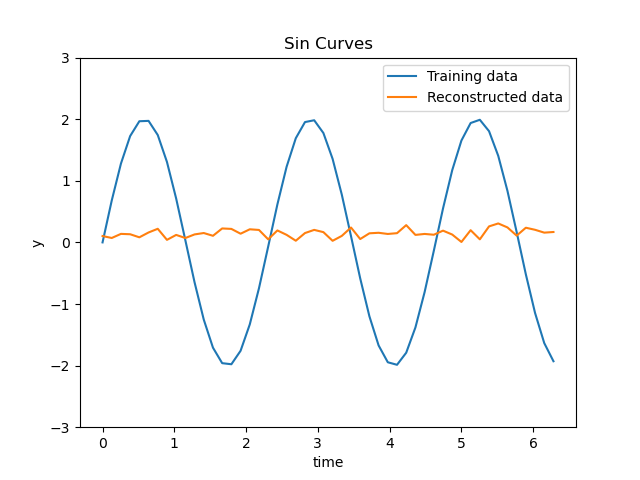 Sin Curves
Training data
Reconstructed data
3
2
1
0
−1
−2
−3
y
0 1 2 3 4 5 6
time